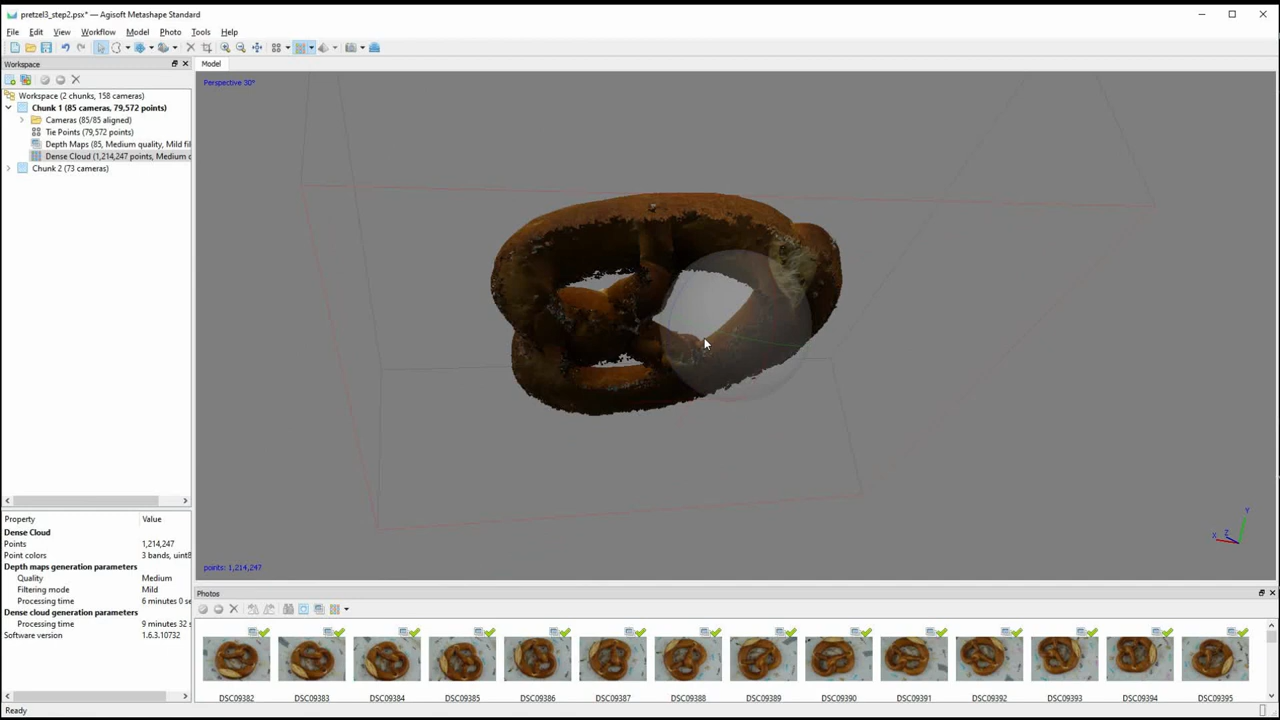 pretzel3_step2.psx* — Agisoft Metashape Standard
File Edit View Workflow Model Photo Tools Help
Workspace
Model
Perspective 30°
Workspace (2 chunks, 158 cameras)
Chunk 1 (85 cameras, 79,572 points)
Cameras (85/85 aligned)
Tie Points (79,572 points)
Depth Maps (85, Medium quality, Mild fil
Dense Cloud (1,214,247 points, Medium q
Chunk 2 (73 cameras)
Property Value
Dense Cloud
Points 1,214,247
Point colors 3 bands, uint8
Depth maps generation parameters
Quality Medium
Filtering mode Mild
Processing time 6 minutes 0 se
Dense cloud generation parameters
Processing time 9 minutes 32 s
Software version 1.6.3.10732
Y
Z
X
points: 1,214,247
Photos
DSC09382 DSC09383 DSC09384 DSC09385 DSC09386 DSC09387 DSC09388 DSC09389 DSC09390 DSC09391 DSC09392 DSC09393 DSC09394 DSC09395
Ready